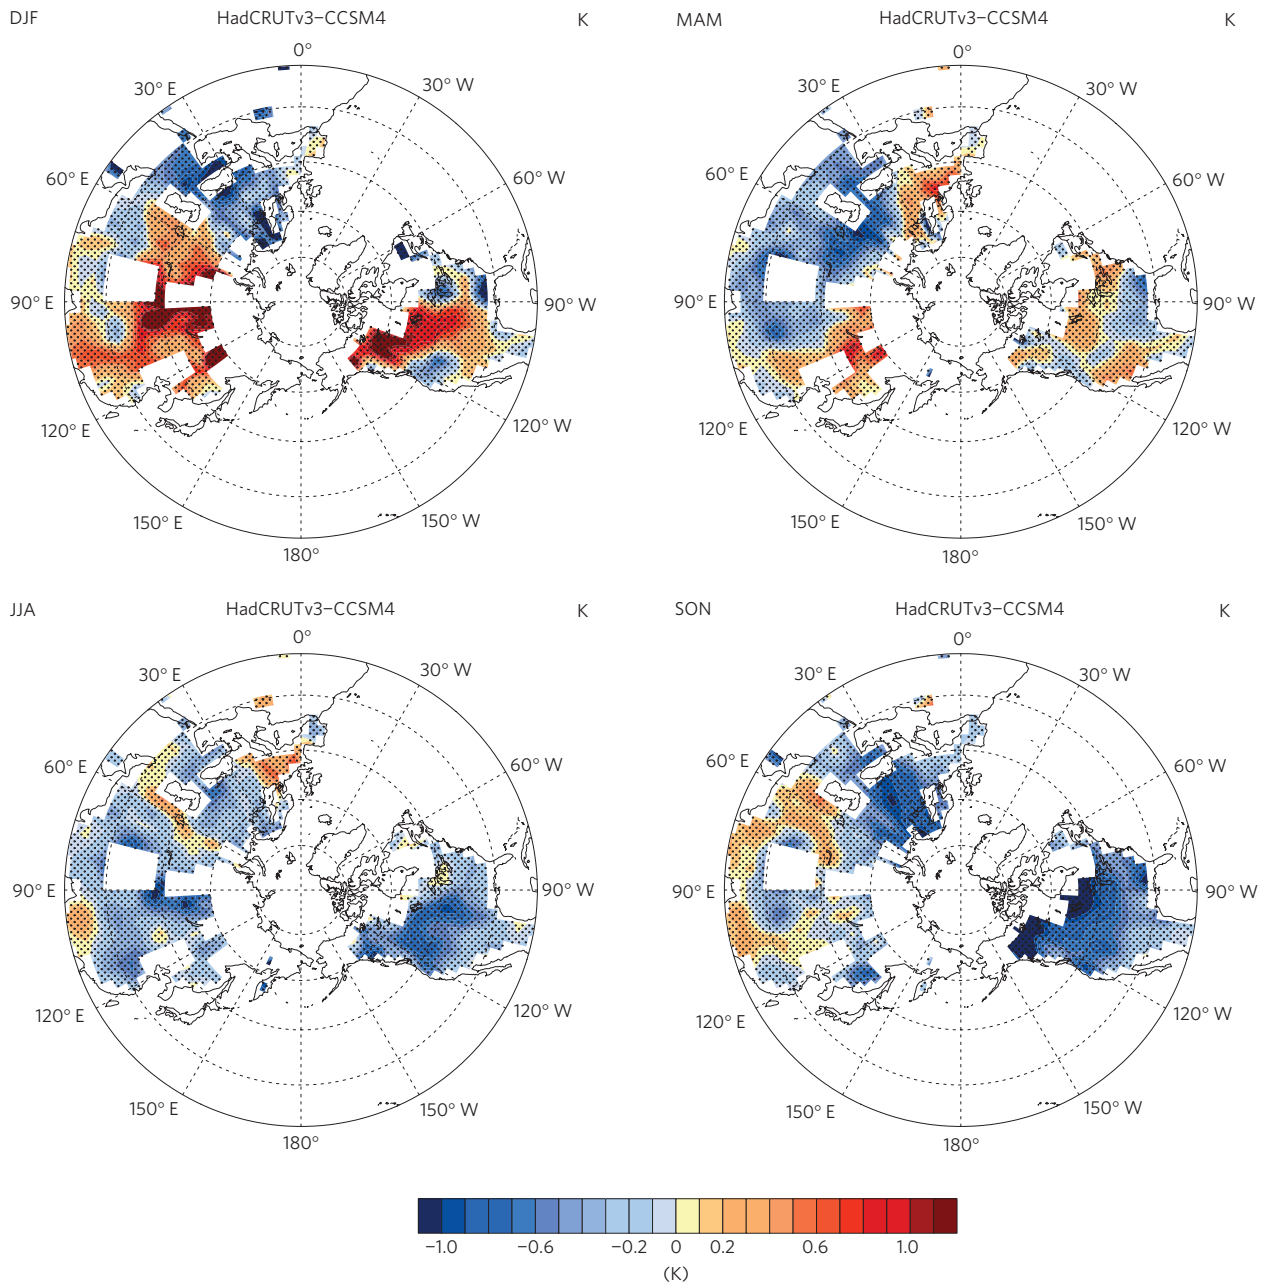 DJF HadCRUTv3–CCSM4 K
0°
30° E 30° W
60° E 60° W
90° E 90° W
120° E 120° W
150° E 150° W
180°
MAM HadCRUTv3–CCSM4 K
0°
30° E 30° W
60° E 60° W
90° E 90° W
120° E 120° W
150° E 150° W
180°
JJA HadCRUTv3–CCSM4 K
0°
30° E 30° W
60° E 60° W
90° E 90° W
120° E 120° W
150° E 150° W
180°
SON HadCRUTv3–CCSM4 K
0°
30° E 30° W
60° E 60° W
90° E 90° W
120° E 120° W
150° E 150° W
180°
−1.0 −0.6 −0.2 0 0.2 0.6 1.0
(K)